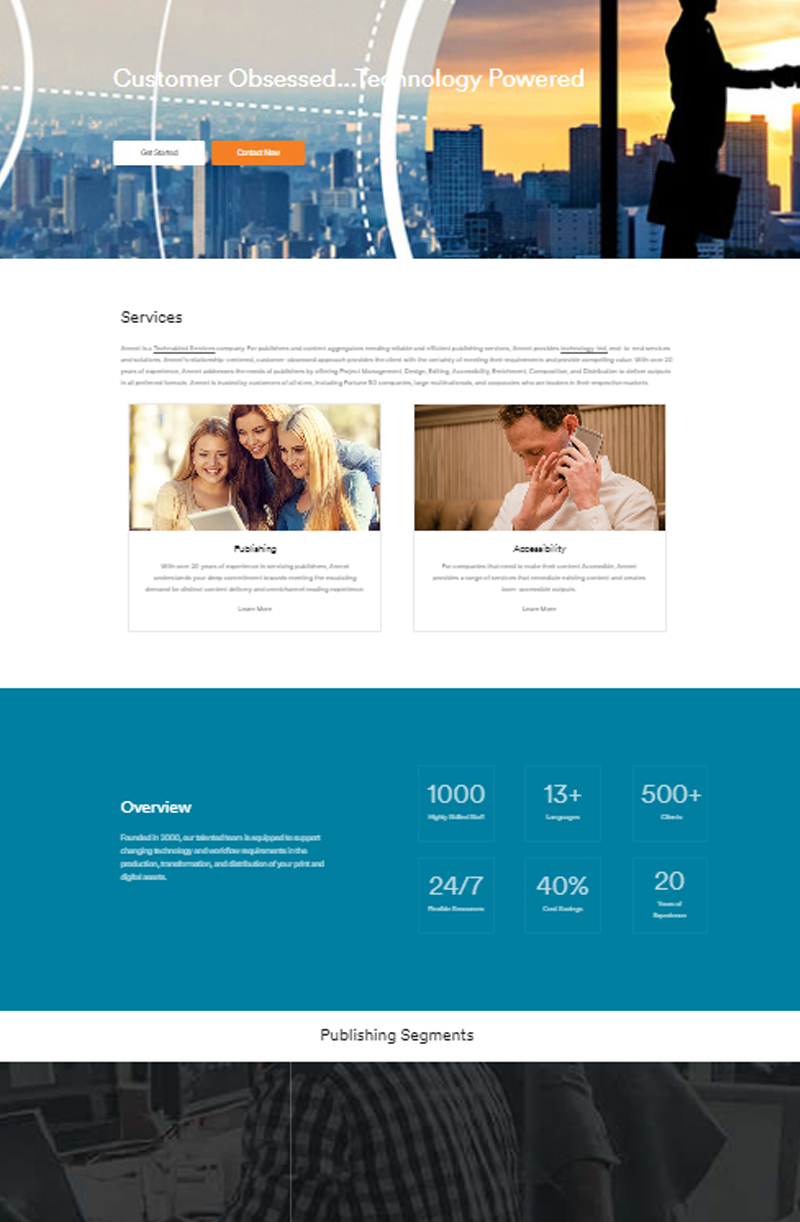 Customer Obsessed...Technology Powered
Get Started
Contact Now
Services
Amnet is a Technabled Services company. For publishers and content aggregators needing reliable and efficient publishing services, Amnet provides technology-led, end-to-end services
and solutions. Amnet's relationship-centered, customer-obsessed approach provides the client with the certainty of meeting their requirements and provide compelling value. With over 20
years of experience, Amnet addresses the needs of publishers by offering Project Management, Design, Editing, Accessibility, Enrichment, Composition, and Distribution to deliver outputs
in all preferred formats. Amnet is trusted by customers of all sizes, including Fortune 50 companies, large multinationals, and corporates who are leaders in their respective markets.
Publishing
With over 20 years of experience in servicing publishers, Amnet
understands your deep commitment towards meeting the escalating
demand for distinct content delivery and omnichannel reading experience.
Learn More
Accessibility
For companies that need to make their content Accessible, Amnet
provides a range of services that remediate existing content and creates
born-accessible outputs.
Learn More
Overview
Founded in 2000, our talented team is equipped to support
changing technology and workflow requirements in the
production, transformation, and distribution of your print and
digital assets.
1000
Highly Skilled Staff
13+
Languages
500+
Clients
24/7
Flexible Resources
40%
Cost Savings
20
Years of
Experience
Publishing Segments